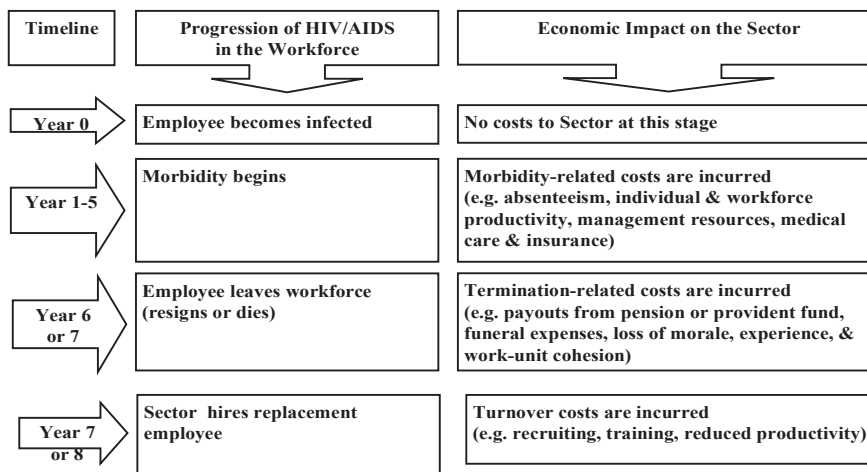 Timeline
Progression of HIV/AIDS
in the Workforce
Economic Impact on the Sector
Year 0
Employee becomes infected
No costs to Sector at this stage
Year 1-5
Morbidity begins
Morbidity-related costs are incurred
(e.g. absenteeism, individual & workforce
productivity, management resources, medical
care & insurance)
Year 6
or 7
Employee leaves workforce
(resigns or dies)
Termination-related costs are incurred
(e.g. payouts from pension or provident fund,
funeral expenses, loss of morale, experience, &
work-unit cohesion)
Year 7
or 8
Sector hires replacement
employee
Turnover costs are incurred
(e.g. recruiting, training, reduced productivity)